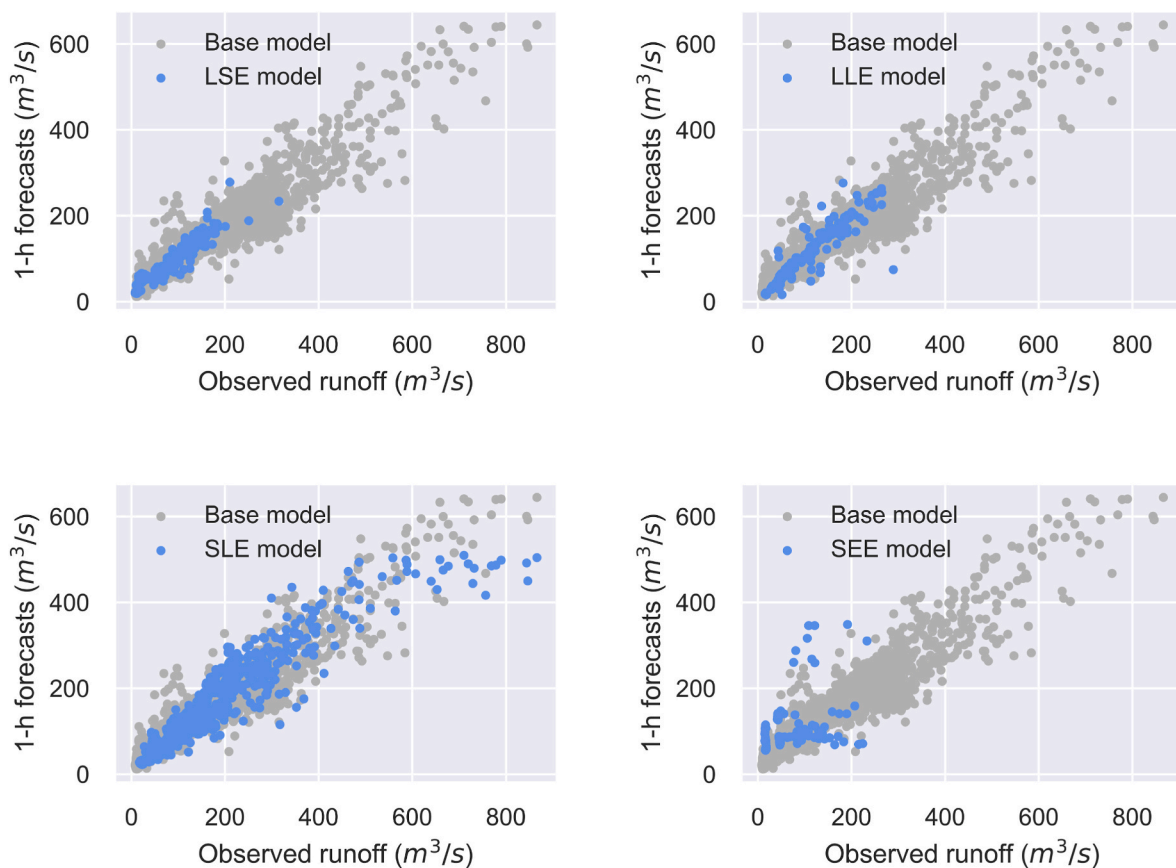 Base model
LSE model
1-h forecasts (m³/s)
600
400
200
0
0 200 400 600 800
Observed runoff (m³/s)
Base model
LLE model
1-h forecasts (m³/s)
600
400
200
0
0 200 400 600 800
Observed runoff (m³/s)
Base model
SLE model
1-h forecasts (m³/s)
600
400
200
0
0 200 400 600 800
Observed runoff (m³/s)
Base model
SEE model
1-h forecasts (m³/s)
600
400
200
0
0 200 400 600 800
Observed runoff (m³/s)